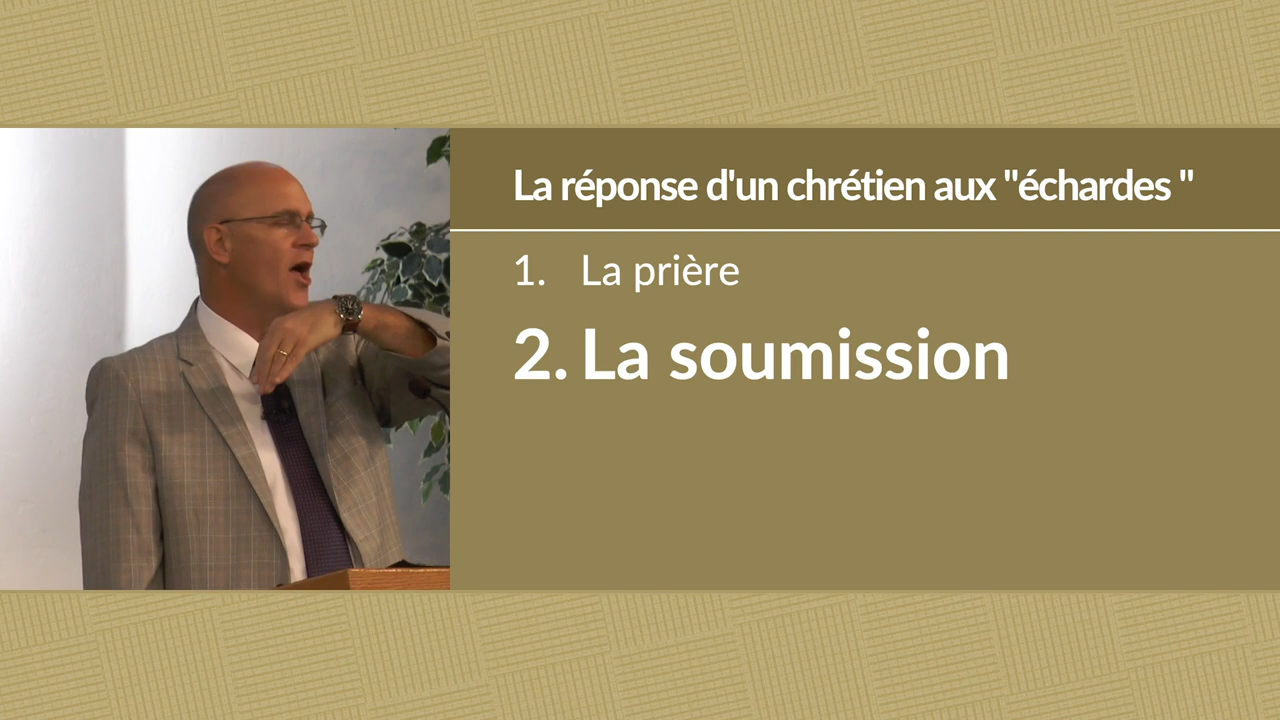 La réponse d'un chrétien aux "échardes "
1. La prière
2. La soumission